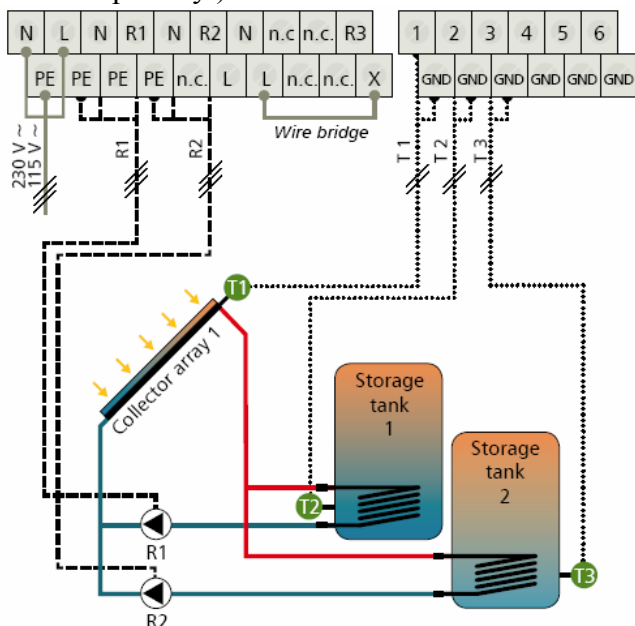 N L N R1 N R2 N n.c n.c. R3
PE PE PE PE n.c. L L n.c. n.c. X
1 2 3 4 5 6
GND GND GND GND GND GND
Wire bridge
230 V ~
115 V ~
R1
R2
T 1
T 2
T 3
T1
Collector array 1
Storage
tank
1
Storage
tank
2
T2
T3
R1
R2